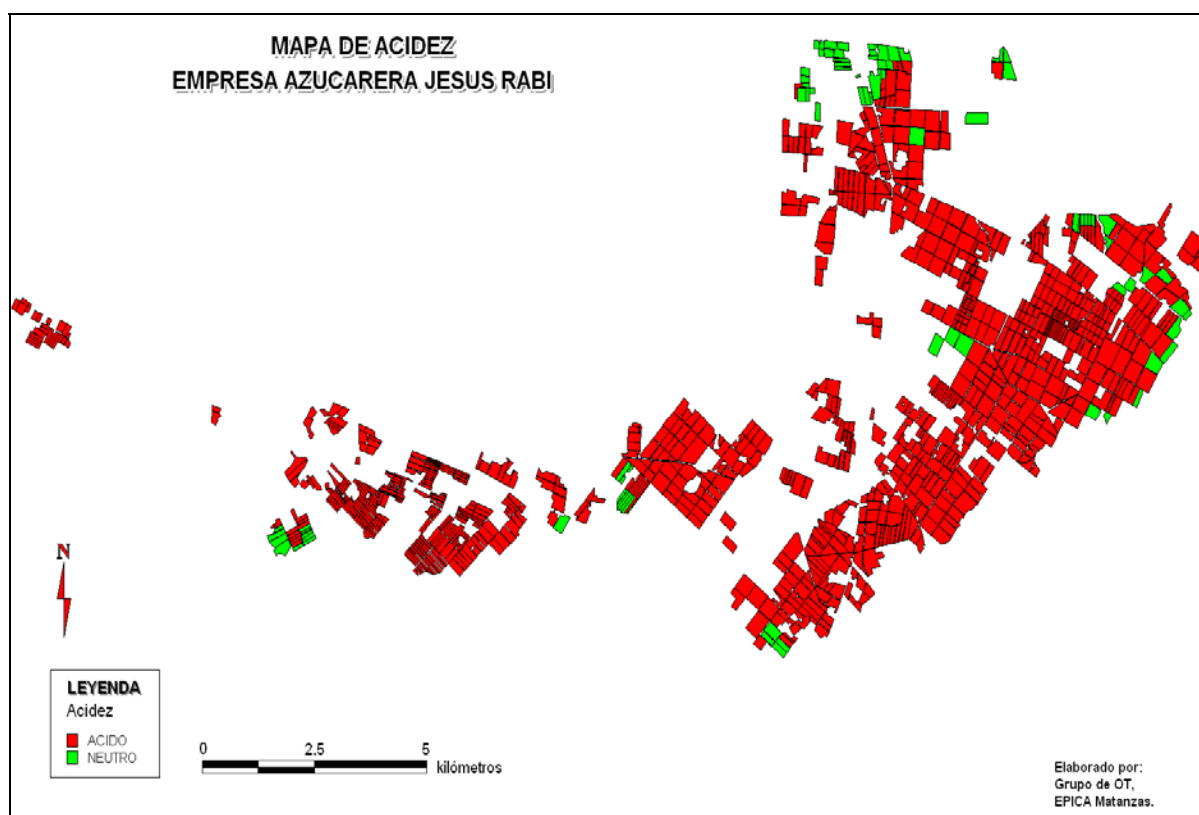 MAPA DE ACIDEZ
EMPRESA AZUCARERA JESUS RABI
N
LEYENDA
Acidez
ACIDO
NEUTRO
0 2.5 5
kilómetros
Elaborado por:
Grupo de OT,
EPICA Matanzas.